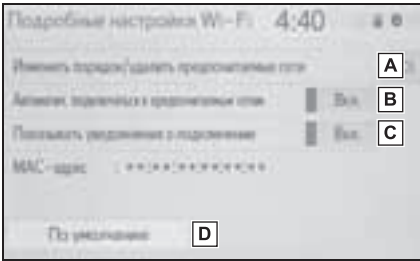 Подробные настройки Wi-Fi 4:40
Изменить порядок/удалить предпочитаемые сети A
Автоматич. подключаться к предпочитаемым сетям Вкл. B
Показывать уведомления о подключении Вкл. C
MAC-адрес : **:**:**:**:**:**
По умолчанию D